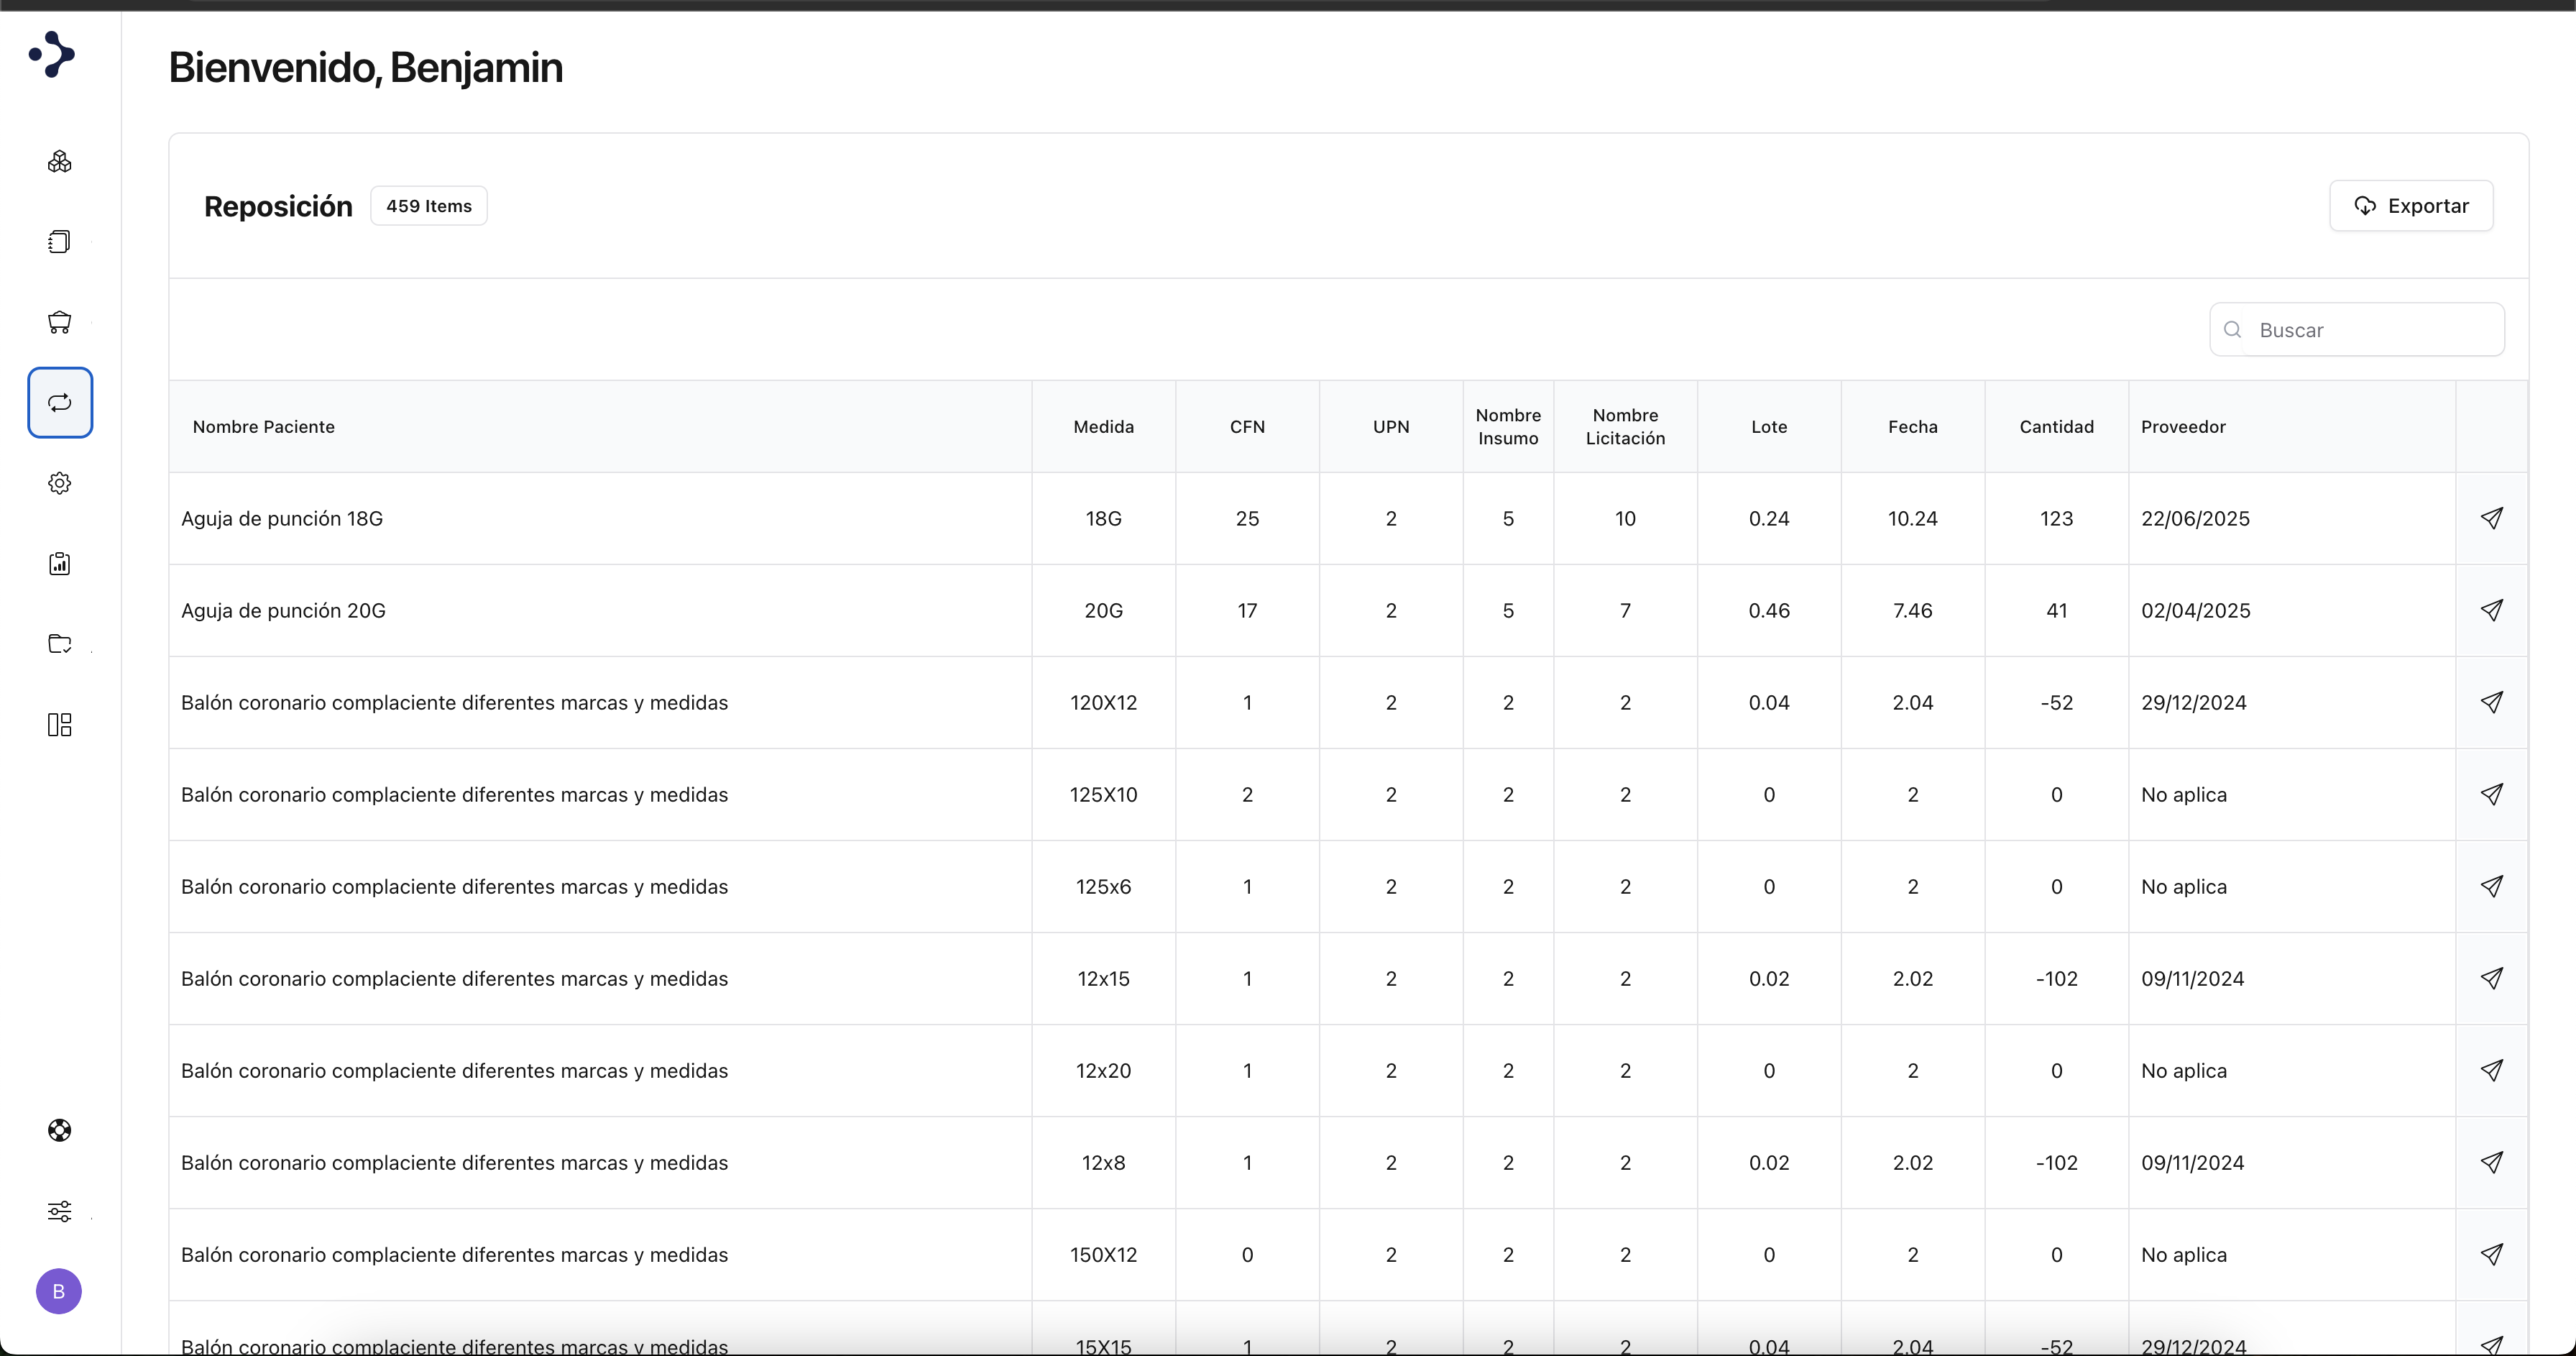 Bienvenido, Benjamin
Reposición 459 Items Exportar
Buscar
Nombre Paciente Medida CFN UPN Nombre Insumo Nombre Licitación Lote Fecha Cantidad Proveedor
Aguja de punción 18G 18G 25 2 5 10 0.24 10.24 123 22/06/2025
Aguja de punción 20G 20G 17 2 5 7 0.46 7.46 41 02/04/2025
Balón coronario complaciente diferentes marcas y medidas 120X12 1 2 2 2 0.04 2.04 -52 29/12/2024
Balón coronario complaciente diferentes marcas y medidas 125X10 2 2 2 2 0 2 0 No aplica
Balón coronario complaciente diferentes marcas y medidas 125x6 1 2 2 2 0 2 0 No aplica
Balón coronario complaciente diferentes marcas y medidas 12x15 1 2 2 2 0.02 2.02 -102 09/11/2024
Balón coronario complaciente diferentes marcas y medidas 12x20 1 2 2 2 0 2 0 No aplica
Balón coronario complaciente diferentes marcas y medidas 12x8 1 2 2 2 0.02 2.02 -102 09/11/2024
Balón coronario complaciente diferentes marcas y medidas 150X12 0 2 2 2 0 2 0 No aplica
Balón coronario complaciente diferentes marcas y medidas 15X15 1 2 2 2 0.04 2.04 -52 29/12/2024
B